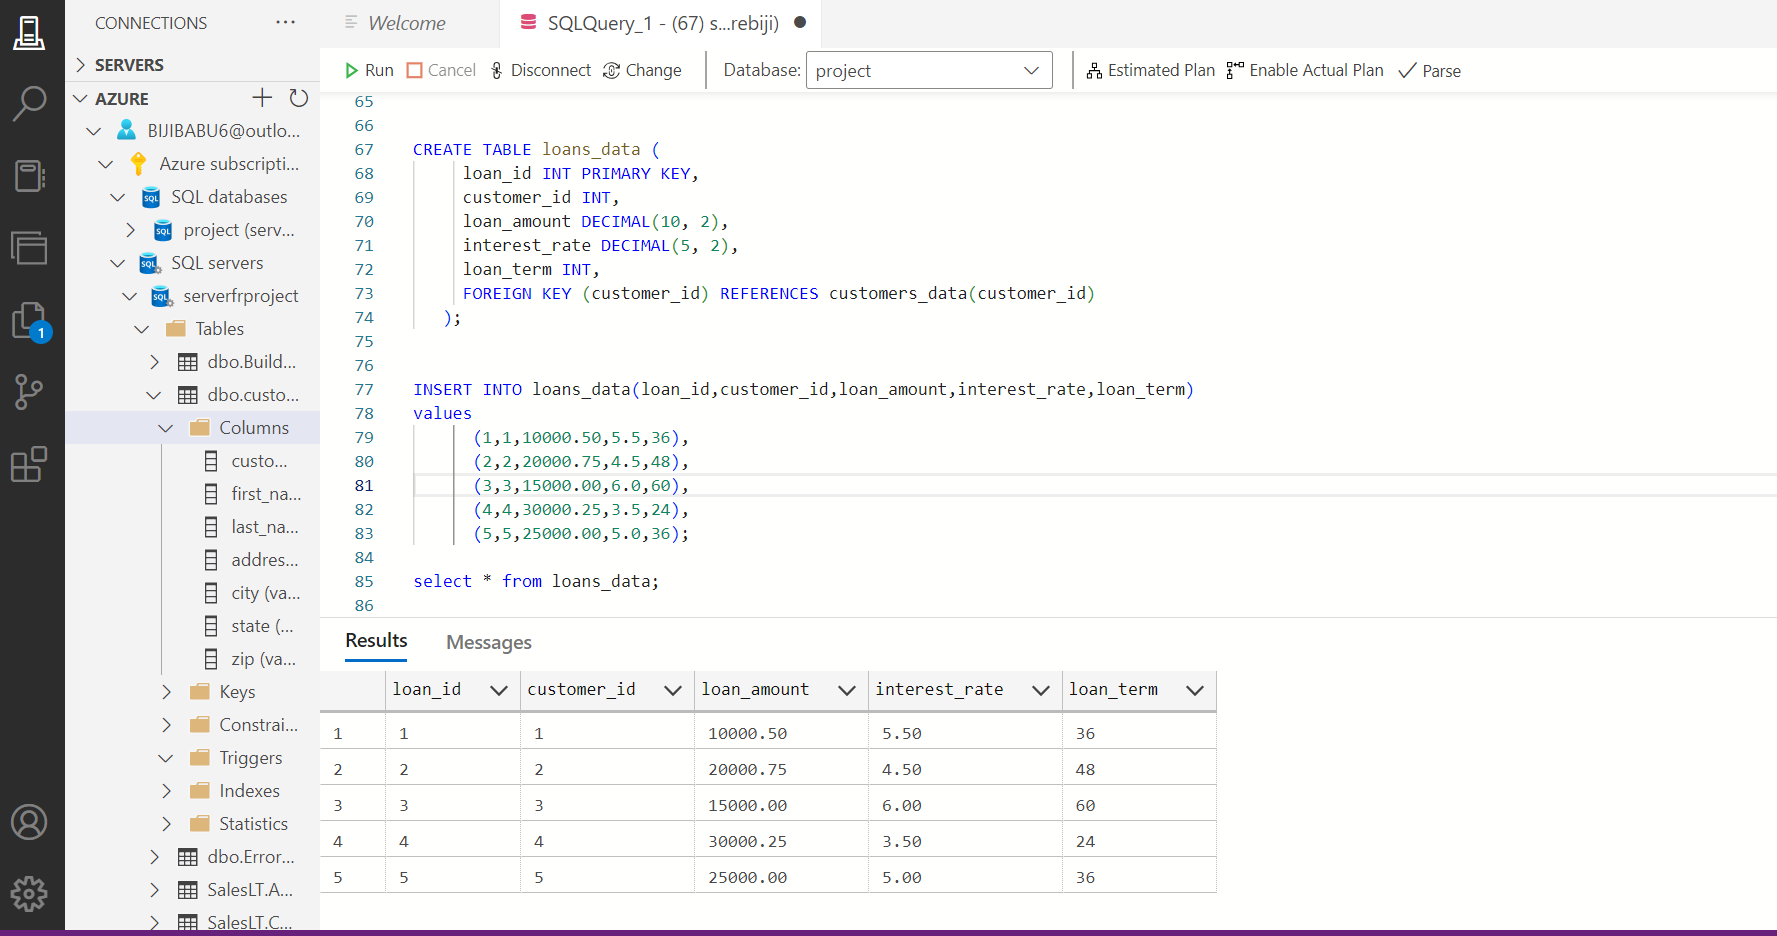 CONNECTIONS ···
SERVERS
AZURE
BIJIBABU6@outlo...
Azure subscripti...
SQL databases
project (serv...
SQL servers
serverfrproject
Tables
dbo.Build...
dbo.custo...
Columns
custo...
first_na...
last_na...
addres...
city (va...
state (...
zip (va...
Keys
Constrai...
Triggers
Indexes
Statistics
dbo.Error...
SalesLT.A...
SalesLT.C...
1
SQL
SQL
SQL
SQL
Welcome SQLQuery_1 - (67) s...rebiji)
Run Cancel Disconnect Change Database: project Estimated Plan Enable Actual Plan Parse
65
66
67 CREATE TABLE loans_data (
68 loan_id INT PRIMARY KEY,
69 customer_id INT,
70 loan_amount DECIMAL(10, 2),
71 interest_rate DECIMAL(5, 2),
72 loan_term INT,
73 FOREIGN KEY (customer_id) REFERENCES customers_data(customer_id)
74 );
75
76
77 INSERT INTO loans_data(loan_id,customer_id,loan_amount,interest_rate,loan_term)
78 values
79 (1,1,10000.50,5.5,36),
80 (2,2,20000.75,4.5,48),
81 (3,3,15000.00,6.0,60),
82 (4,4,30000.25,3.5,24),
83 (5,5,25000.00,5.0,36);
84
85 select * from loans_data;
86
Results Messages
loan_id customer_id loan_amount interest_rate loan_term
1 1 1 10000.50 5.50 36
2 2 2 20000.75 4.50 48
3 3 3 15000.00 6.00 60
4 4 4 30000.25 3.50 24
5 5 5 25000.00 5.00 36